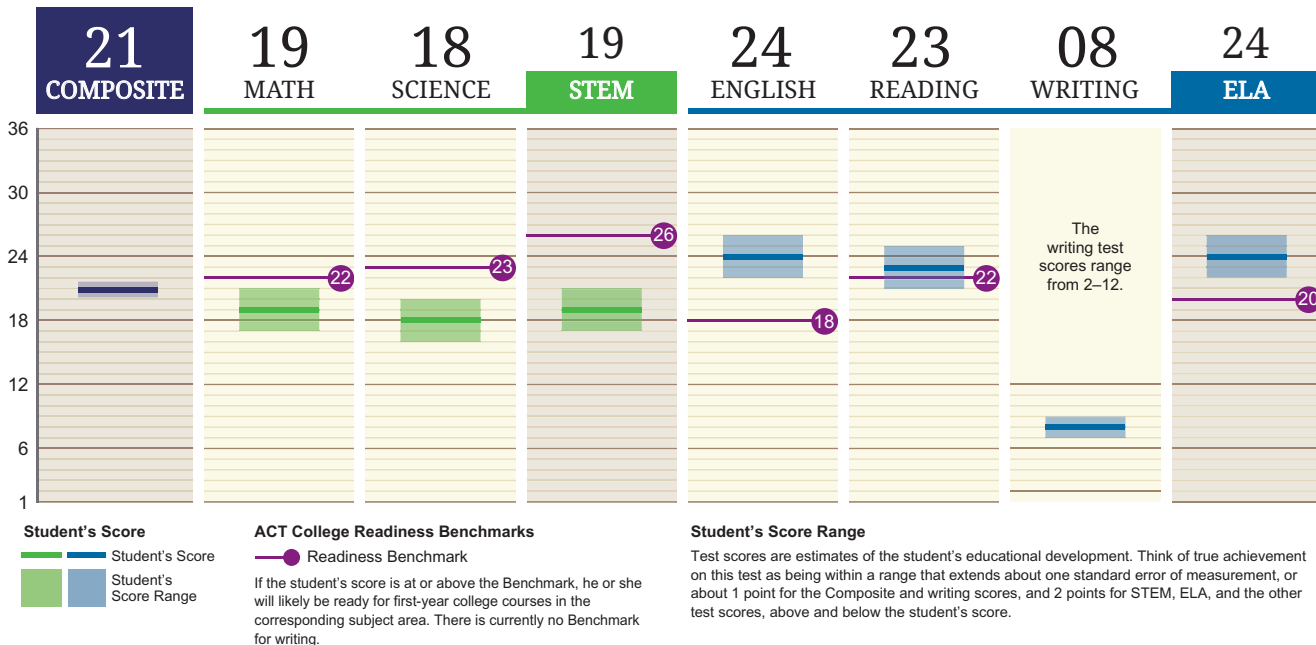 21
COMPOSITE
19
MATH
18
SCIENCE
19
STEM
24
ENGLISH
23
READING
08
WRITING
24
ELA
36
30
24
18
12
6
1
22
23
26
18
22
The
writing test
scores range
from 2–12.
20
Student’s Score
Student’s Score
Student’s
Score Range
ACT College Readiness Benchmarks
Readiness Benchmark
If the student’s score is at or above the Benchmark, he or she
will likely be ready for first-year college courses in the
corresponding subject area. There is currently no Benchmark
for writing.
Student’s Score Range
Test scores are estimates of the student’s educational development. Think of true achievement
on this test as being within a range that extends about one standard error of measurement, or
about 1 point for the Composite and writing scores, and 2 points for STEM, ELA, and the other
test scores, above and below the student’s score.